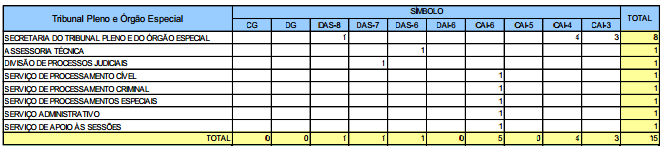 Tribunal Pleno e Órgão Especial SÍMBOLO TOTAL
CG DG DAS-8 DAS-7 DAS-6 DAI-6 CAI-6 CAI-5 CAI-4 CAI-3
SECRETARIA DO TRIBUNAL PLENO E DO ÓRGÃO ESPECIAL 1 4 3 8
ASSESSORIA TÉCNICA 1 1
DIVISÃO DE PROCESSOS JUDICIAIS 1 1
SERVIÇO DE PROCESSAMENTO CÍVEL 1 1
SERVIÇO DE PROCESSAMENTO CRIMINAL 1 1
SERVIÇO DE PROCESSAMENTOS ESPECIAIS 1 1
SERVIÇO ADMINISTRATIVO 1 1
SERVIÇO DE APOIO ÀS SESSÕES 1 1
TOTAL 0 0 1 1 1 0 5 0 4 3 15